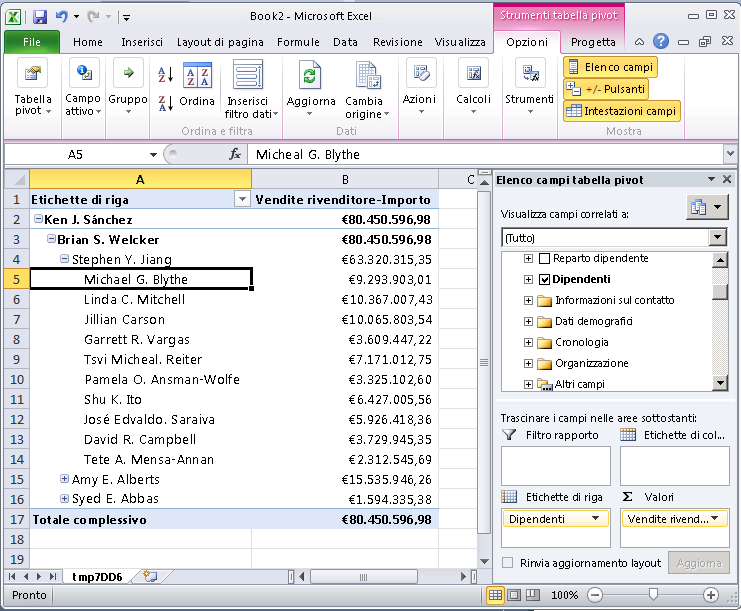 Book2 - Microsoft Excel
Strumenti tabella pivot
File Home Inserisci Layout di pagina Formule Data Revisione Visualizza Opzioni Progetta
Tabella pivot
Campo attivo
Gruppo
Ordina
Inserisci filtro dati
Ordina e filtra
Aggiorna
Cambia origine
Dati
Azioni
Calcoli
Strumenti
Elenco campi
+/- Pulsanti
Intestazioni campi
Mostra
A5 fx Micheal G. Blythe
A B C
1 Etichette di riga Vendite rivenditore-Importo
2 Ken J. Sánchez €80.450.596,98
3 Brian S. Welcker €80.450.596,98
4 Stephen Y. Jiang €63.320.315,35
5 Michael G. Blythe €9.293.903,01
6 Linda C. Mitchell €10.367.007,43
7 Jillian Carson €10.065.803,54
8 Garrett R. Vargas €3.609.447,22
9 Tsvi Micheal. Reiter €7.171.012,75
10 Pamela O. Ansman-Wolfe €3.325.102,60
11 Shu K. Ito €6.427.005,56
12 José Edvaldo. Saraiva €5.926.418,36
13 David R. Campbell €3.729.945,35
14 Tete A. Mensa-Annan €2.312.545,69
15 Amy E. Alberts €15.535.946,26
16 Syed E. Abbas €1.594.335,38
17 Totale complessivo €80.450.596,98
18
19
tmp7DD6
Pronto
100%
Elenco campi tabella pivot
Visualizza campi correlati a:
(Tutto)
Reparto dipendente
Dipendenti
Informazioni sul contatto
Dati demografici
Cronologia
Organizzazione
Altri campi
Trascinare i campi nelle aree sottostanti:
Filtro rapporto
Etichette di col...
Etichette di riga
Σ Valori
Dipendenti
Vendite rivend...
Rinvia aggiornamento layout
Aggiorna